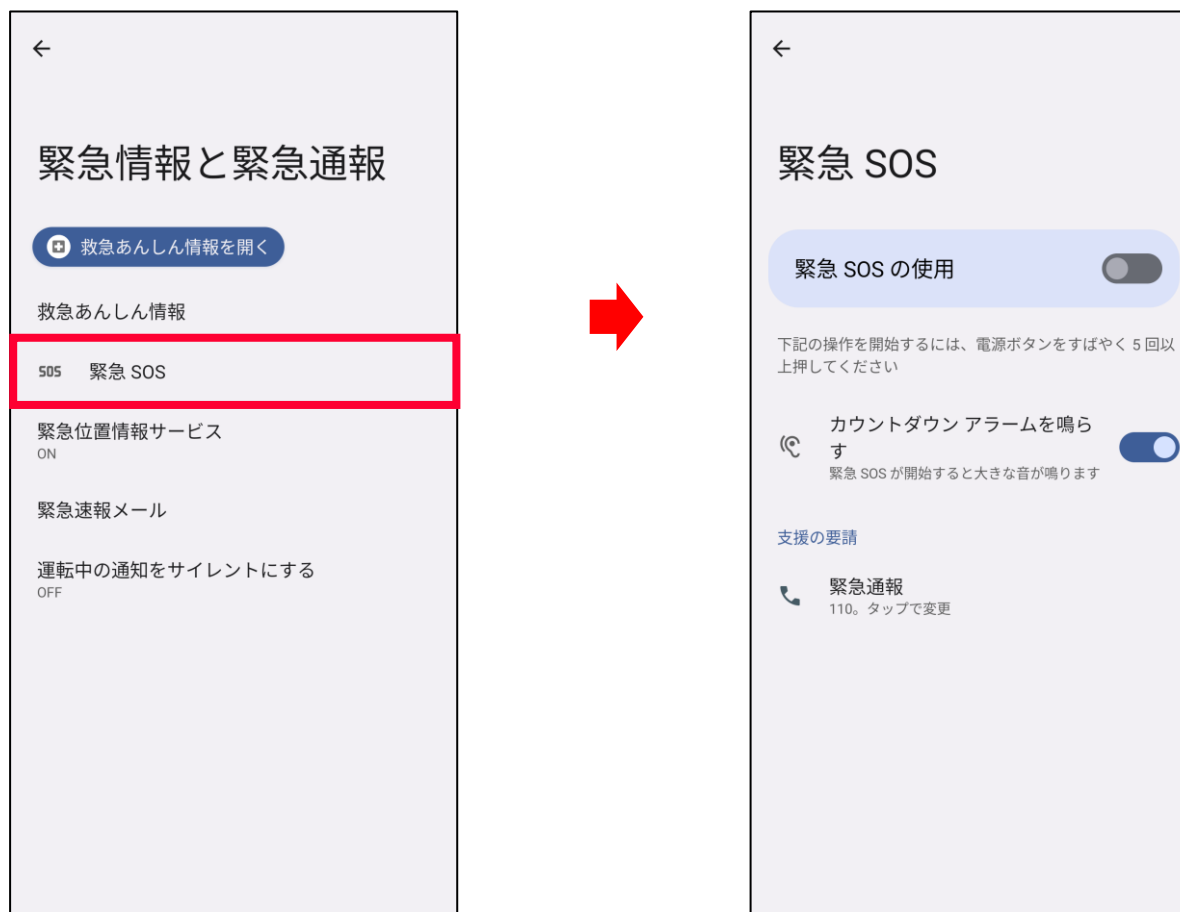 緊急情報と緊急通報
救急あんしん情報を開く
救急あんしん情報
SOS 緊急 SOS
緊急位置情報サービス
ON
緊急速報メール
運転中の通知をサイレントにする
OFF
緊急 SOS
緊急 SOS の使用
下記の操作を開始するには、電源ボタンをすばやく 5 回以
上押してください
カウントダウン アラームを鳴ら
す
緊急 SOS が開始すると大きな音が鳴ります
支援の要請
緊急通報
110。タップで変更